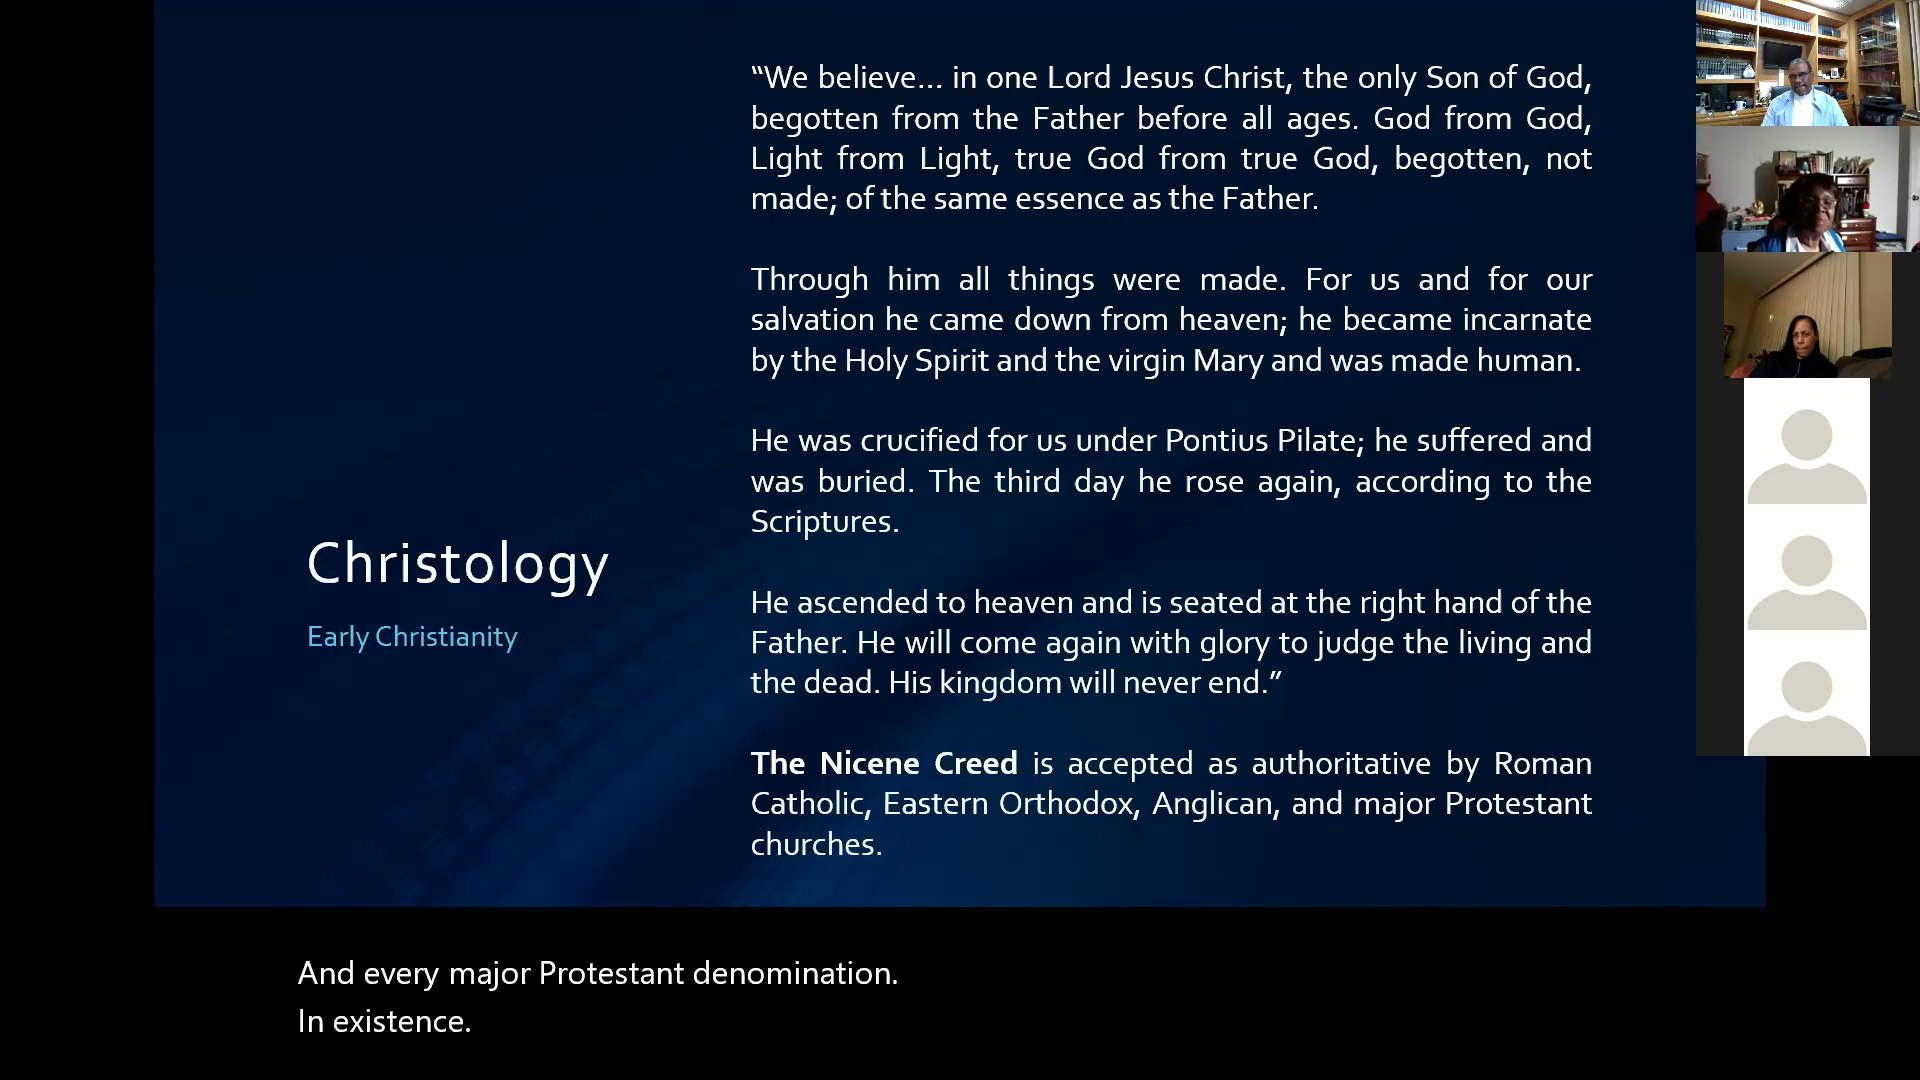 Christology
Early Christianity
“We believe... in one Lord Jesus Christ, the only Son of God,
begotten from the Father before all ages. God from God,
Light from Light, true God from true God, begotten, not
made; of the same essence as the Father.
Through him all things were made. For us and for our
salvation he came down from heaven; he became incarnate
by the Holy Spirit and the virgin Mary and was made human.
He was crucified for us under Pontius Pilate; he suffered and
was buried. The third day he rose again, according to the
Scriptures.
He ascended to heaven and is seated at the right hand of the
Father. He will come again with glory to judge the living and
the dead. His kingdom will never end.”
The Nicene Creed is accepted as authoritative by Roman
Catholic, Eastern Orthodox, Anglican, and major Protestant
churches.
And every major Protestant denomination.
In existence.